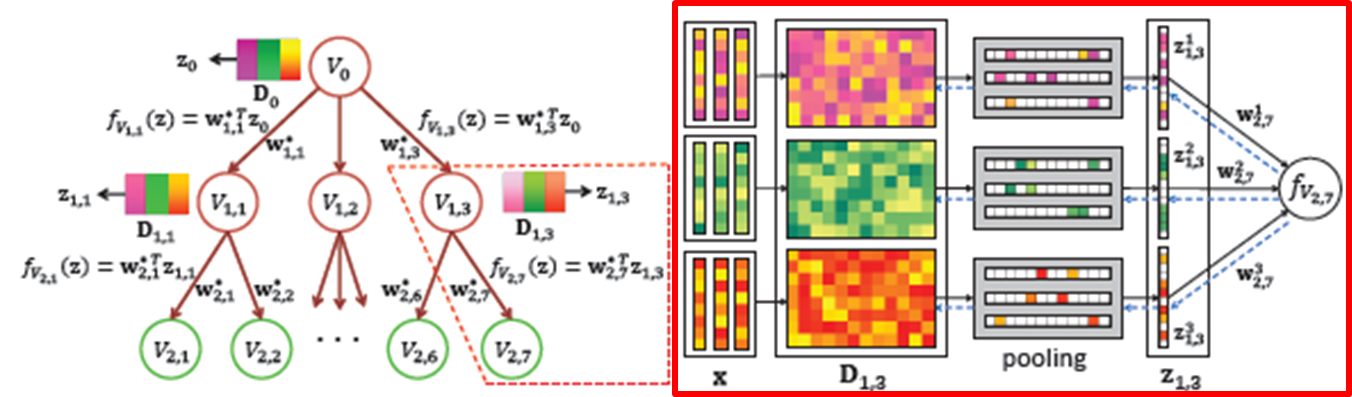 z₀
D₀
V₀
f_{V₁,₁}(z) = w*ᵀ₁,₁z₀
f_{V₁,₃}(z) = w*ᵀ₁,₃z₀
w*₁,₁
w*₁,₃
z₁,₁
D₁,₁
V₁,₁
V₁,₂
V₁,₃
D₁,₃
z₁,₃
f_{V₂,₁}(z) = w*ᵀ₂,₁z₁,₁
f_{V₂,₇}(z) = w*ᵀ₂,₇z₁,₃
w*₂,₁
w*₂,₂
w*₂,₆
w*₂,₇
V₂,₁
V₂,₂
· · ·
V₂,₆
V₂,₇
z¹₁,₃
w¹₂,₇
z²₁,₃
w²₂,₇
f_{V₂,₇}
w³₂,₇
z³₁,₃
pooling
x
D₁,₃
z₁,₃